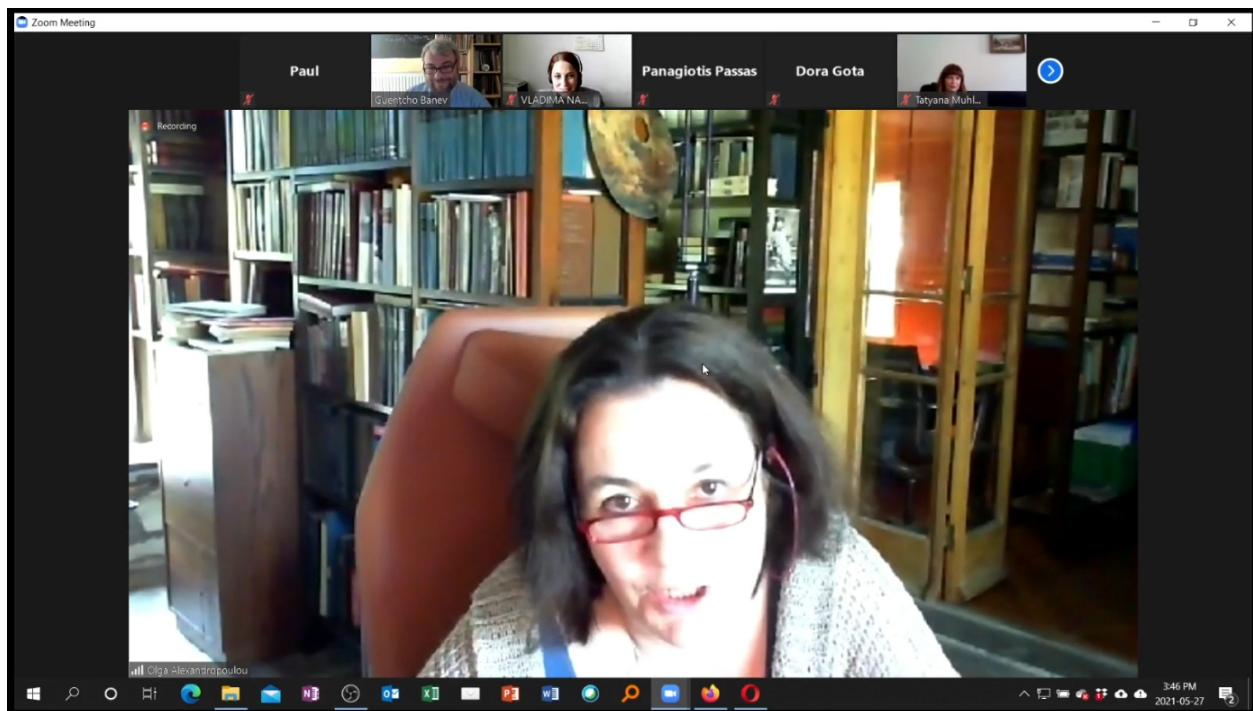 Zoom Meeting
Paul
Guentcho Banev
VLADIMA NA...
Panagiotis Passas
Dora Gota
Tatyana Muhl...
Recording
Olga Alexandropoulou
3:46 PM
2021-05-27
2